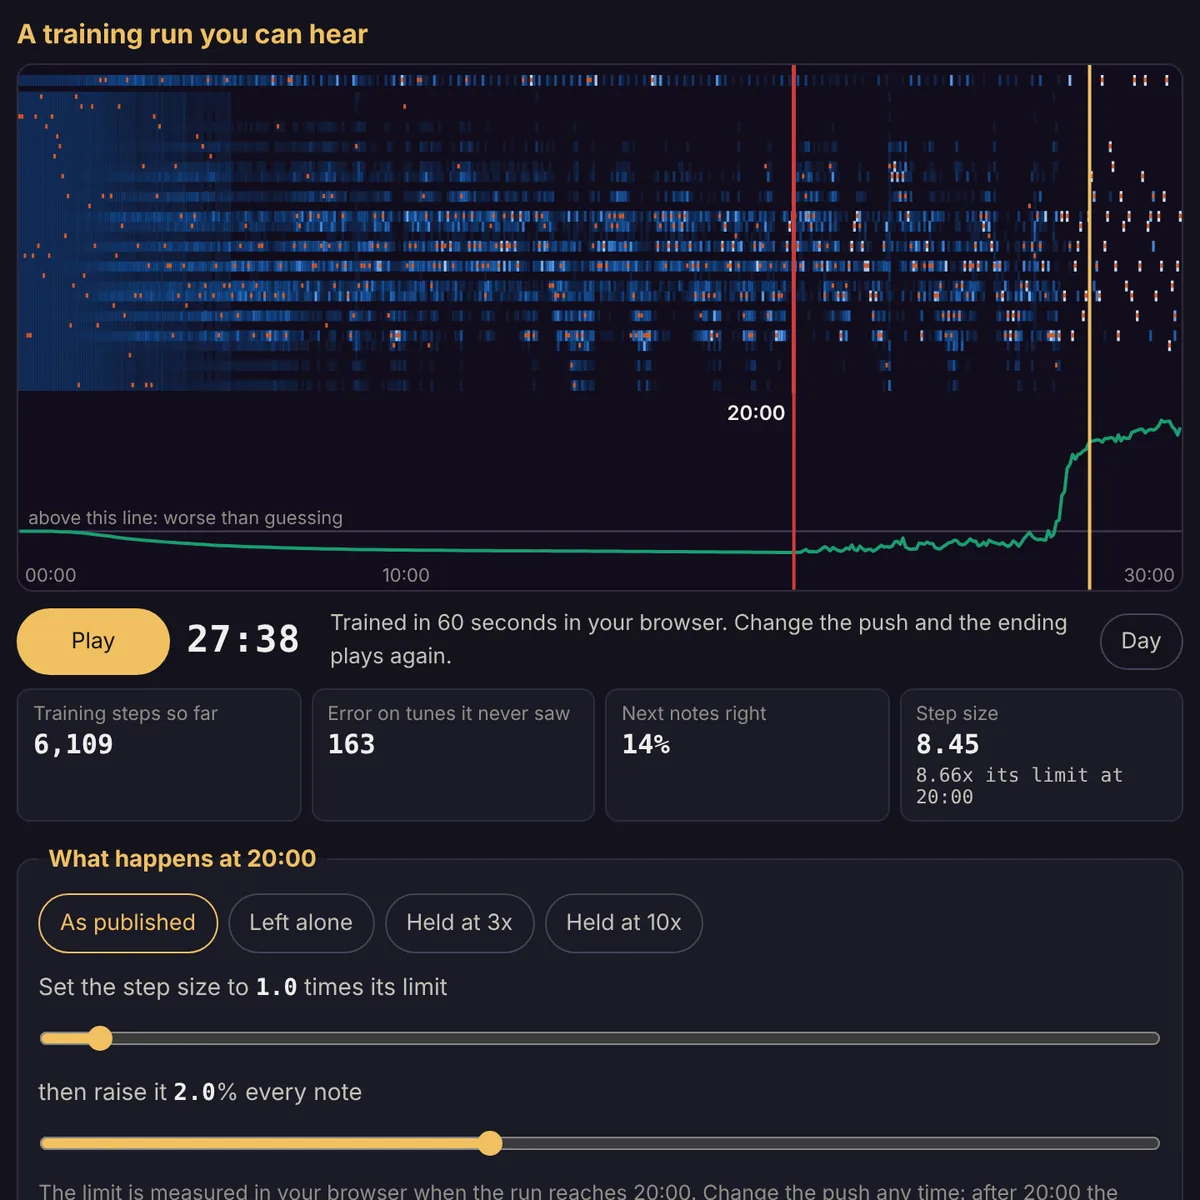 A training run you can hear
20:00
above this line: worse than guessing
00:00
10:00
30:00
Play
27:38
Trained in 60 seconds in your browser. Change the push and the ending
plays again.
Day
Training steps so far
6,109
Error on tunes it never saw
163
Next notes right
14%
Step size
8.45
8.66x its limit at
20:00
What happens at 20:00
As published
Left alone
Held at 3x
Held at 10x
Set the step size to 1.0 times its limit
then raise it 2.0% every note
The limit is measured in your browser when the run reaches 20:00. Change the push any time: after 20:00 the